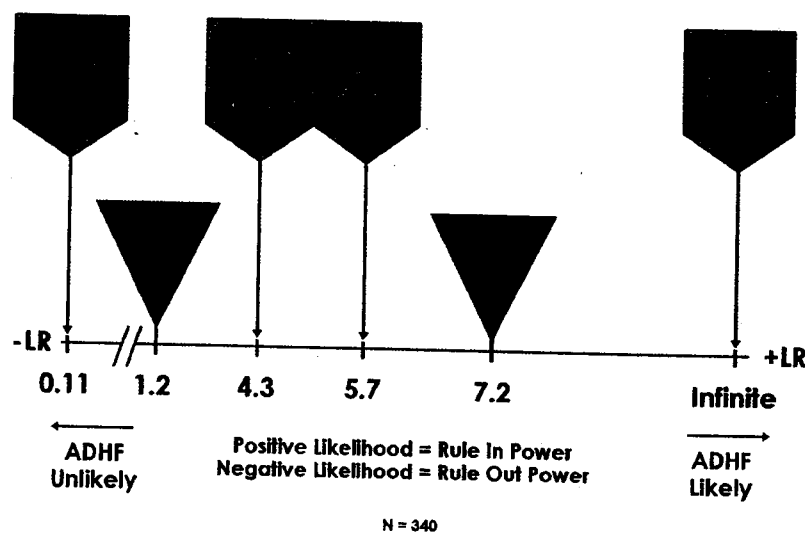 -LR
+LR
0.11
1.2
4.3
5.7
7.2
Infinite
ADHF
Unlikely
Positive Likelihood = Rule In Power
Negative Likelihood = Rule Out Power
ADHF
Likely
N = 340